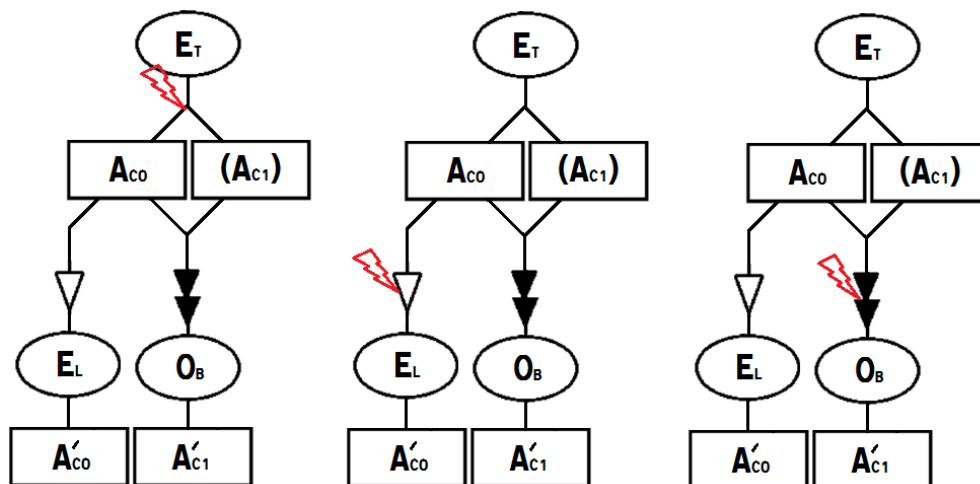 ET ET ET
ACO (AC1) ACO (AC1) ACO (AC1)
EL OB EL OB EL OB
A′CO A′C1 A′CO A′C1 A′CO A′C1